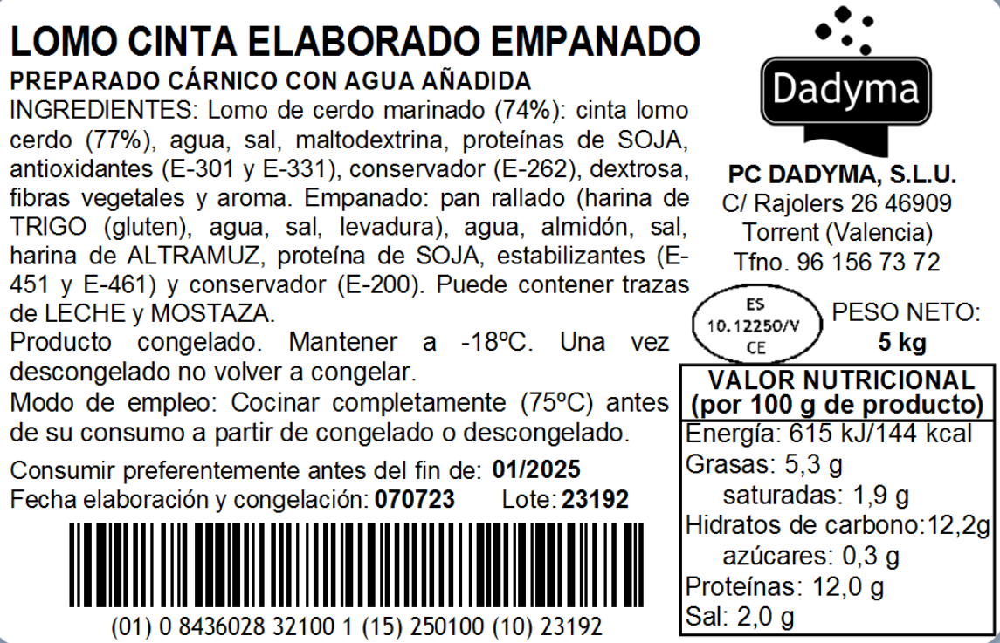 LOMO CINTA ELABORADO EMPANADO
PREPARADO CÁRNICO CON AGUA AÑADIDA
INGREDIENTES: Lomo de cerdo marinado (74%): cinta lomo
cerdo (77%), agua, sal, maltodextrina, proteínas de SOJA,
antioxidantes (E-301 y E-331), conservador (E-262), dextrosa,
fibras vegetales y aroma. Empanado: pan rallado (harina de
TRIGO (gluten), agua, sal, levadura), agua, almidón, sal,
harina de ALTRAMUZ, proteína de SOJA, estabilizantes (E-
451 y E-461) y conservador (E-200). Puede contener trazas
de LECHE y MOSTAZA.
Producto congelado. Mantener a -18ºC. Una vez
descongelado no volver a congelar.
Modo de empleo: Cocinar completamente (75ºC) antes
de su consumo a partir de congelado o descongelado.
Consumir preferentemente antes del fin de: 01/2025
Fecha elaboración y congelación: 070723 Lote: 23192
(01) 0 8436028 32100 1 (15) 250100 (10) 23192
Dadyma
PC DADYMA, S.L.U.
C/ Rajolers 26 46909
Torrent (Valencia)
Tfno. 96 156 73 72
ES
10.12250/V
CE
PESO NETO:
5 kg
VALOR NUTRICIONAL
(por 100 g de producto)
Energía: 615 kJ/144 kcal
Grasas: 5,3 g
saturadas: 1,9 g
Hidratos de carbono:12,2g
azúcares: 0,3 g
Proteínas: 12,0 g
Sal: 2,0 g